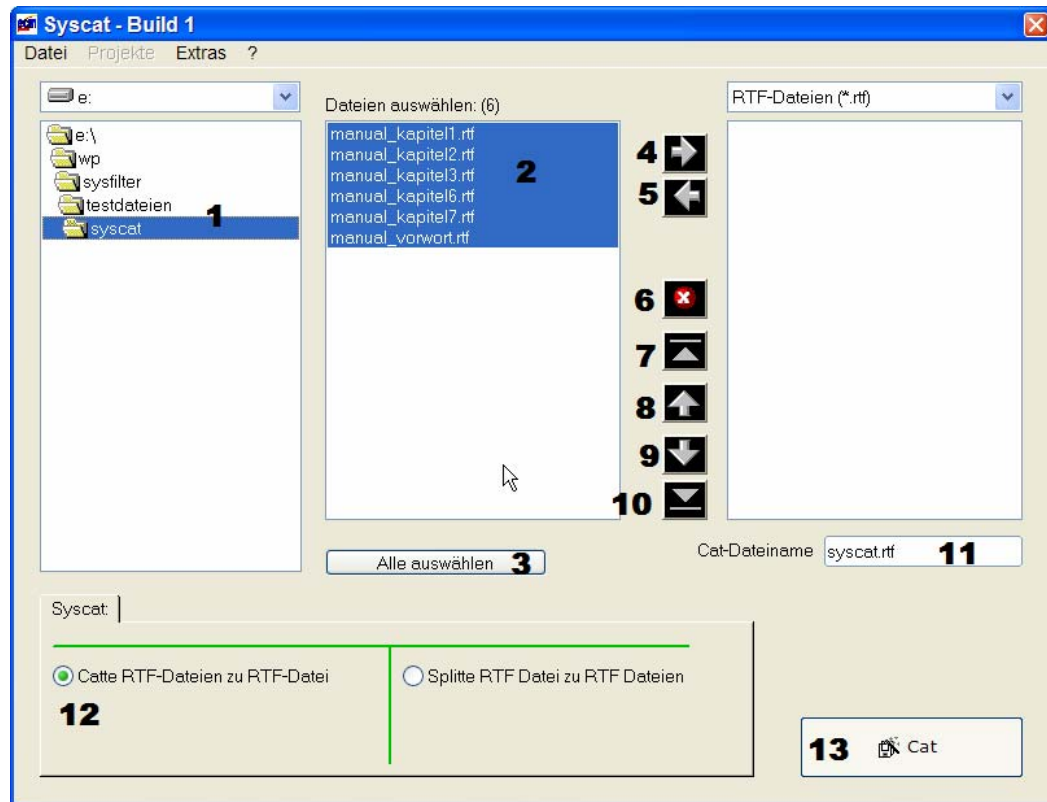 Syscat - Build 1
Datei Projekte Extras ?
e:
Dateien auswählen: (6)
RTF-Dateien (*.rtf)
e:\
wp
sysfilter
testdateien
syscat
1
manual_kapitel1.rtf
manual_kapitel2.rtf
manual_kapitel3.rtf
manual_kapitel6.rtf
manual_kapitel7.rtf
manual_vorwort.rtf
2
4
5
6
7
8
9
10
Alle auswählen 3
Cat-Dateiname syscat.rtf 11
Syscat:
Catte RTF-Dateien zu RTF-Datei
Splitte RTF Datei zu RTF Dateien
12
13 Cat